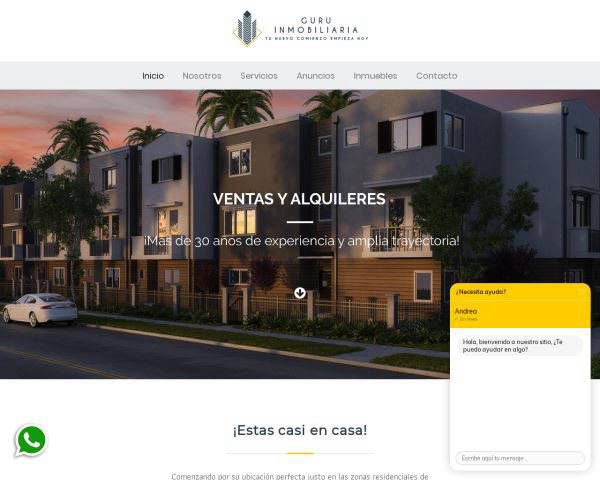 GURU
INMOBILIARIA
TU NUEVO COMIENZO EMPIEZA HOY
Inicio Nosotros Servicios Anuncios Inmuebles Contacto
VENTAS Y ALQUILERES
¡Mas de 30 anos de experiencia y amplia trayectoria!
¿Necesita ayuda?
Andrea
En línea
Hola, bienvenido a nuestro sitio, ¿Te
puedo ayudar en algo?
Escribe aquí tu mensaje...
¡Estas casi en casa!
Comenzando por su ubicación perfecta justo en las zonas residenciales de